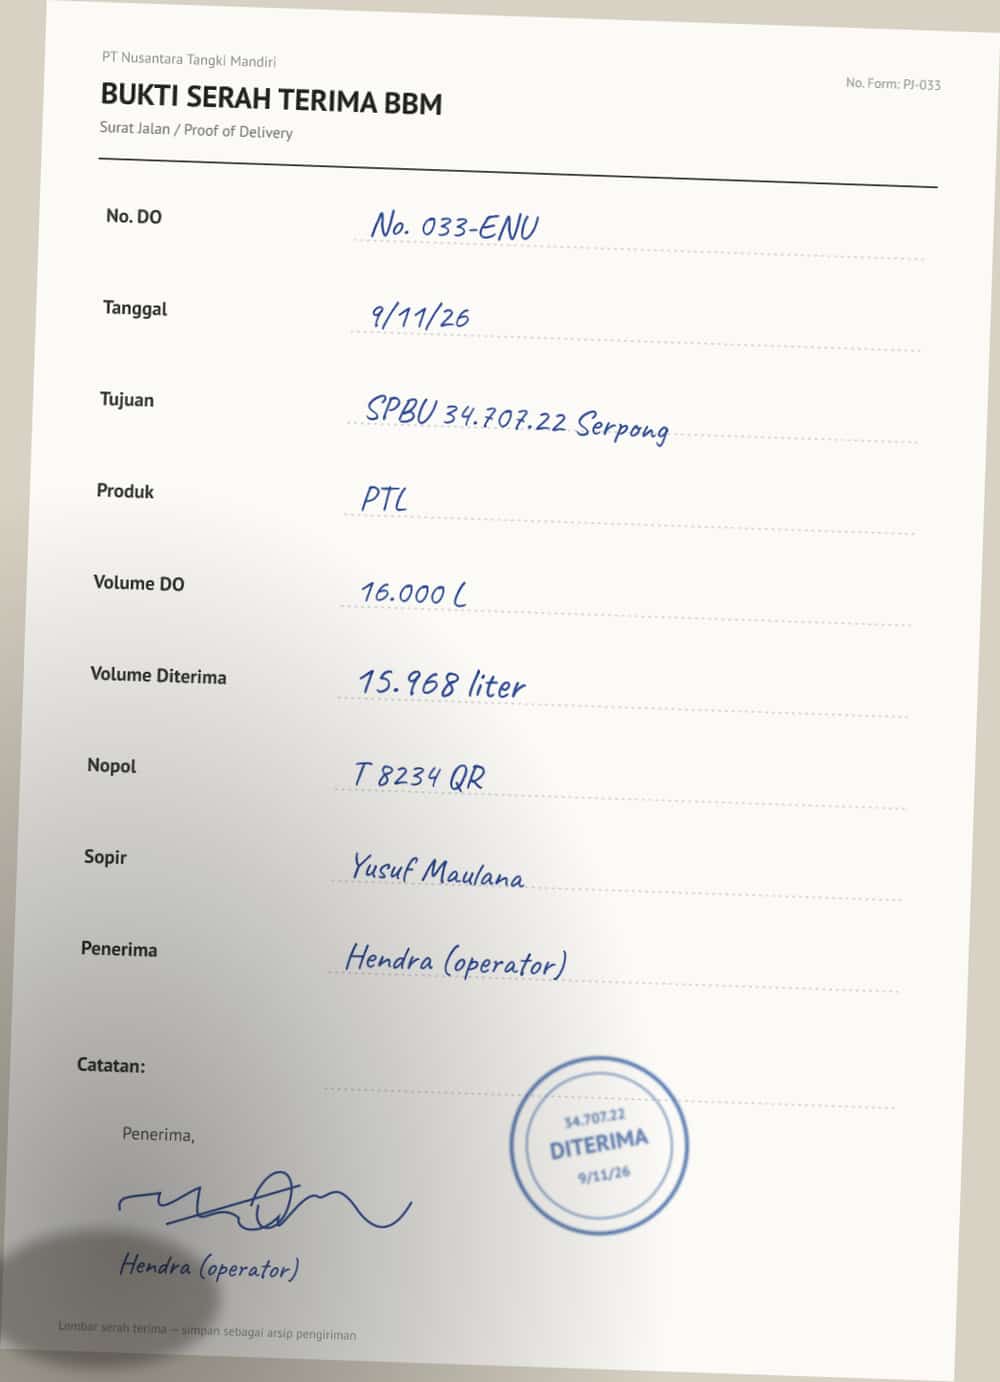 PT Nusantara Tangki Mandiri
No. Form: PJ-033
BUKTI SERAH TERIMA BBM
Surat Jalan / Proof of Delivery
No. DO No. 033-ENU
Tanggal 9/11/26
Tujuan SPBU 34.707.22 Serpong
Produk PTL
Volume DO 16.000 L
Volume Diterima 15.968 liter
Nopol T 8234 QR
Sopir Yusuf Maulana
Penerima Hendra (operator)
Catatan:
34.707.22
DITERIMA
9/11/26
Penerima,
Hendra (operator)
Lembar serah terima — simpan sebagai arsip pengiriman